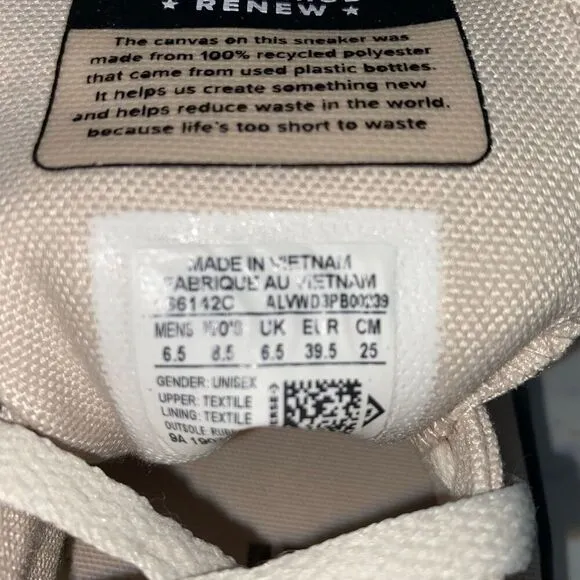 ★ RENEW ★
The canvas on this sneaker was
made from 100% recycled polyester
that came from used plastic bottles.
It helps us create something new
and helps reduce waste in the world,
because life's too short to waste
MADE IN VIETNAM
FABRIQUE AU VIETNAM
MENS WO'S UK EUR CM
6.5 8.5 6.5 39.5 25
GENDER: UNISEX
UPPER: TEXTILE
LINING: TEXTILE
OUTSOLE:
9A